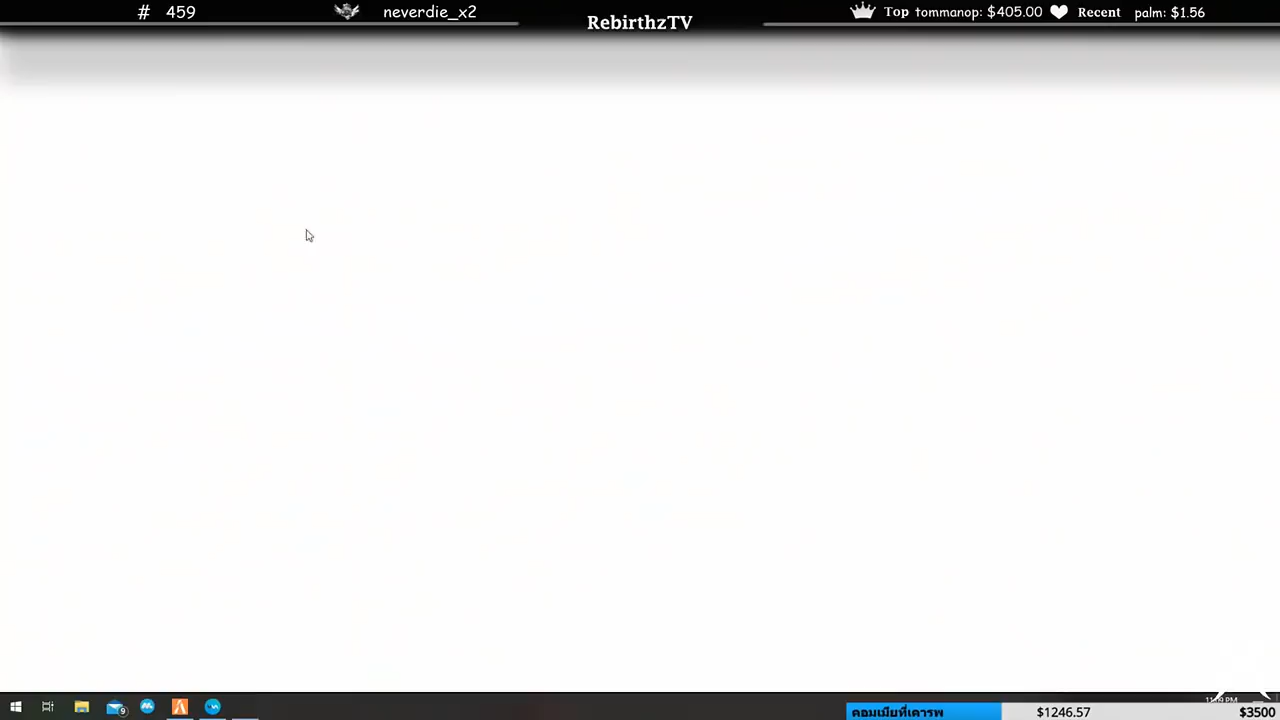 # 459
neverdie_x2
RebirthzTV
Top tommanop: $405.00
Recent palm: $1.56
9
คอมเมียที่เคารพ $1246.57 $3500